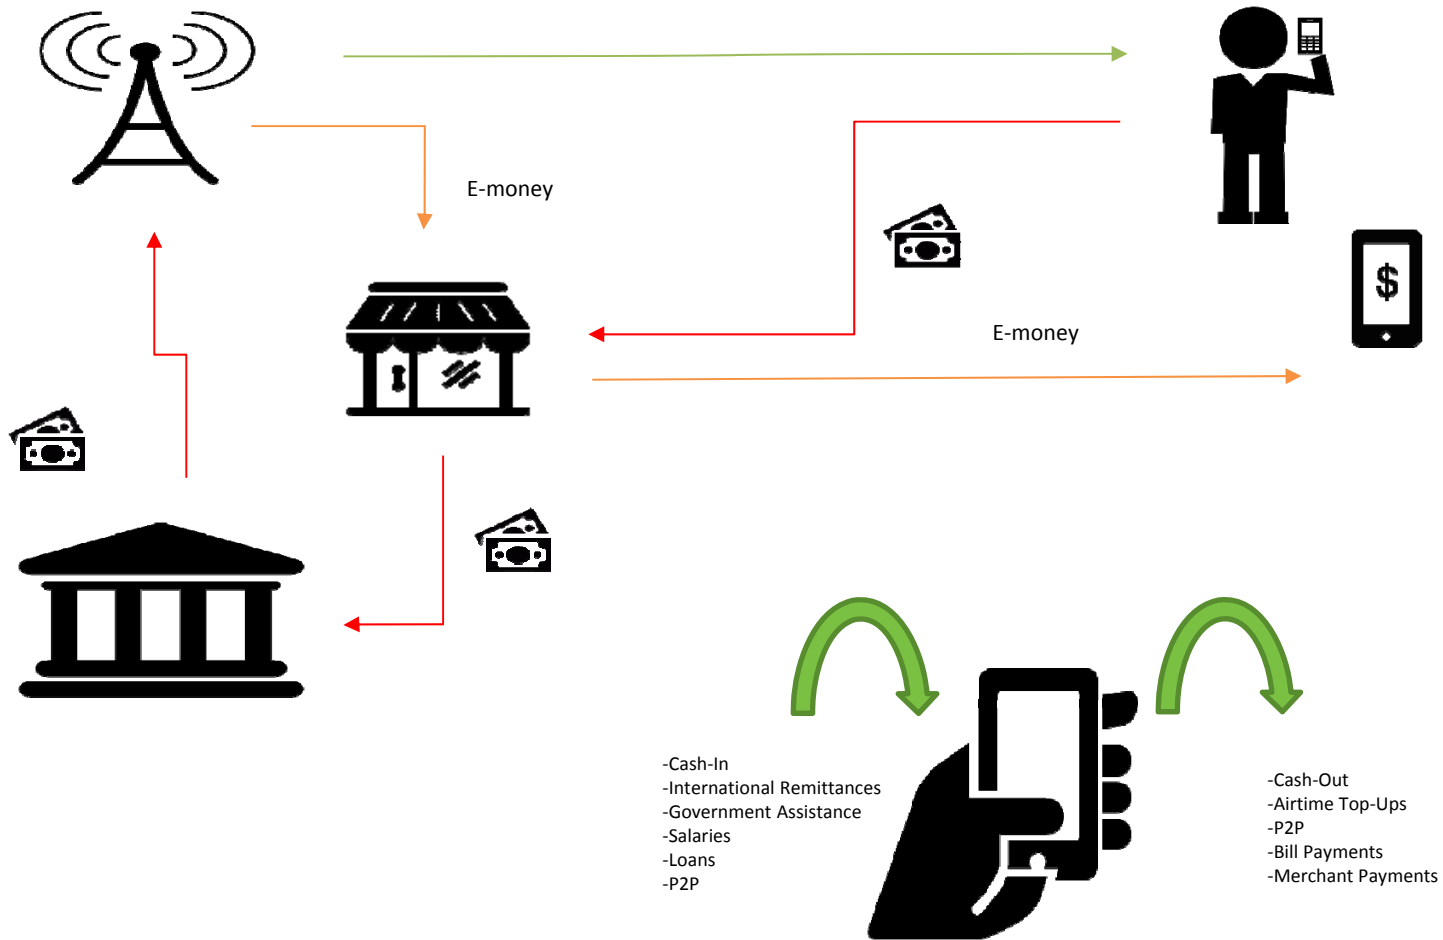 E-money
E-money
$
-Cash-In
-International Remittances
-Government Assistance
-Salaries
-Loans
-P2P
-Cash-Out
-Airtime Top-Ups
-P2P
-Bill Payments
-Merchant Payments